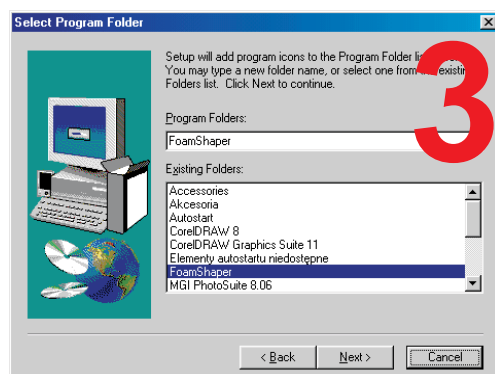 Select Program Folder
Setup will add program icons to the Program Folder
You may type a new folder name, or select one from existing
Folders list. Click Next to continue.
3
Program Folders:
FoamShaper
Existing Folders:
Accessories
Akcesoria
Autostart
CorelDRAW 8
CorelDRAW Graphics Suite 11
Elementy autostartu niedostępne
FoamShaper
MGI PhotoSuite 8.06
< Back
Next >
Cancel